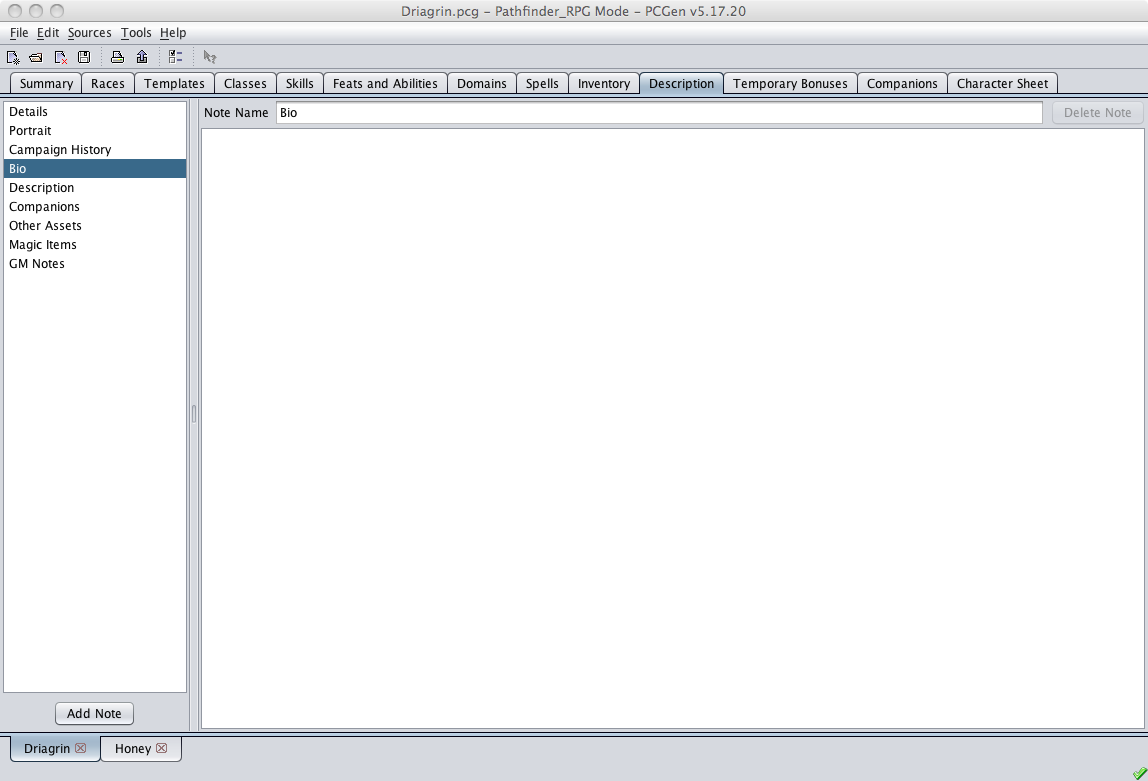 Driagrin.pcg – Pathfinder_RPG Mode – PCGen v5.17.20
File Edit Sources Tools Help
Summary Races Templates Classes Skills Feats and Abilities Domains Spells Inventory Description Temporary Bonuses Companions Character Sheet
Details
Portrait
Campaign History
Bio
Description
Companions
Other Assets
Magic Items
GM Notes
Note Name Bio Delete Note
Add Note
Driagrin Honey